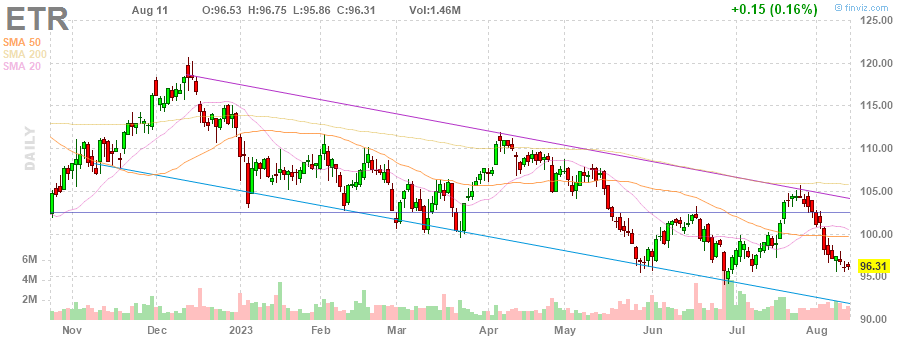 ETR Aug 11 O:96.53 H:96.75 L:95.86 C:96.31 Vol:1.46M +0.15 (0.16%)
© finviz.com
SMA 50
SMA 200
SMA 20
DAILY
125.00
120.00
115.00
110.00
105.00
100.00
96.31
95.00
90.00
6M
4M
2M
Nov Dec 2023 Feb Mar Apr May Jun Jul Aug